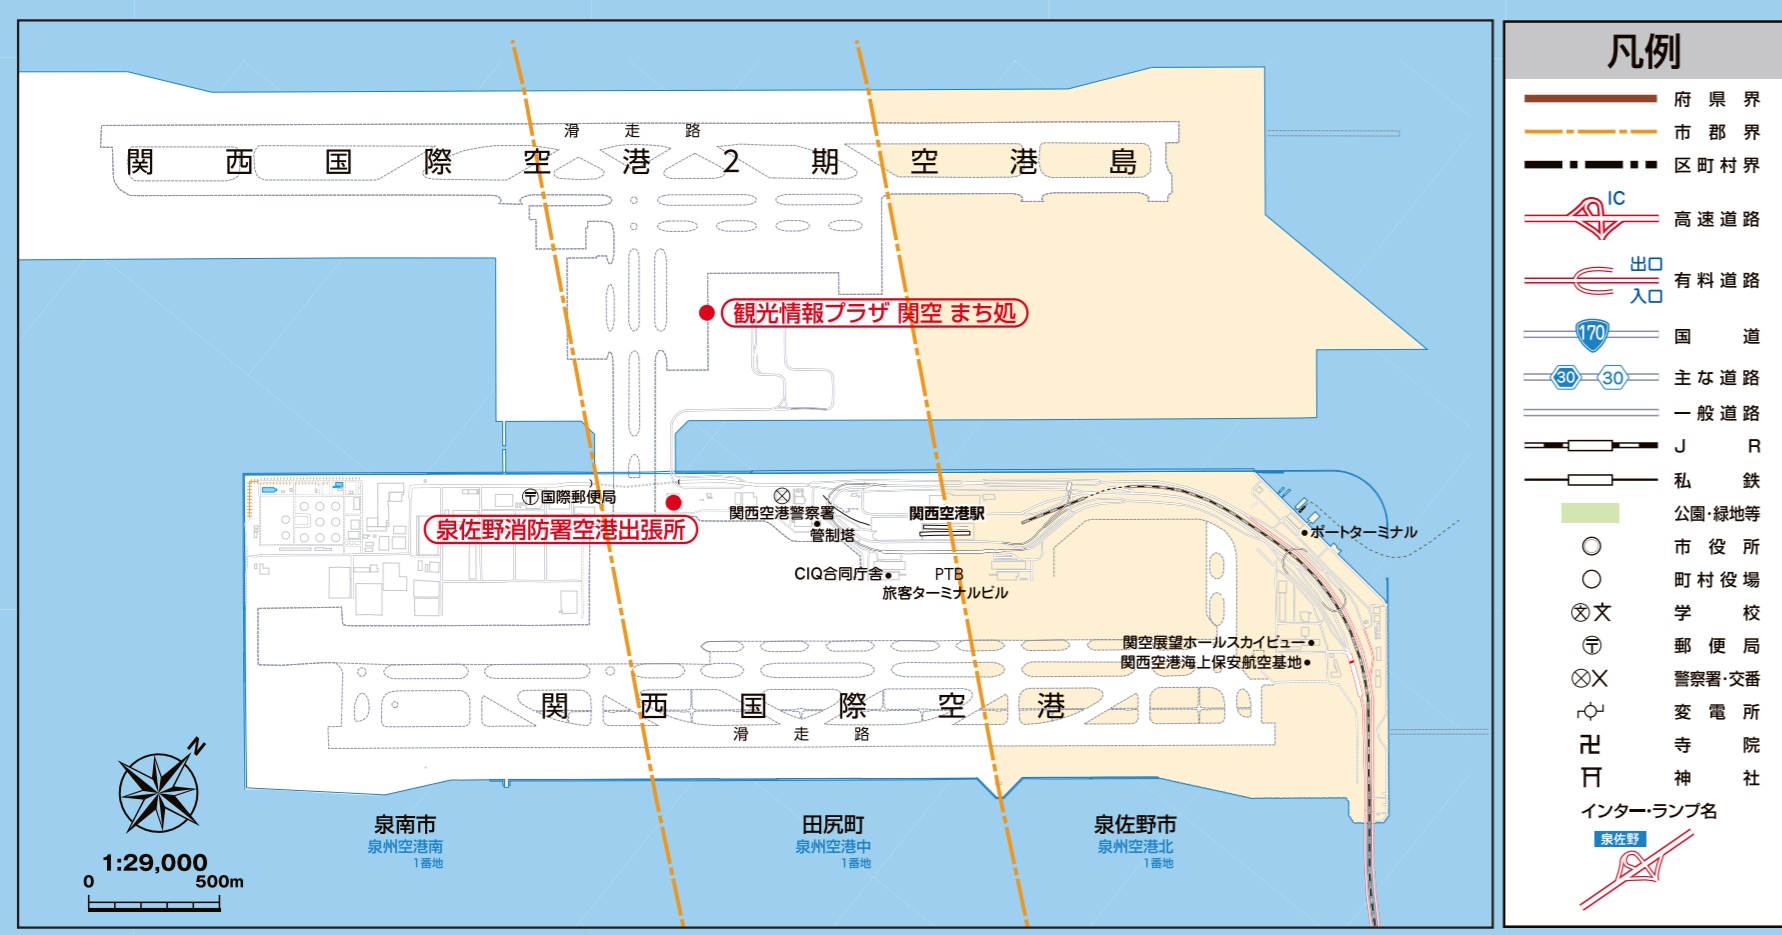 滑走路
関西国際空港2期空港島
観光情報プラザ 関空 まち処
国際郵便局
泉佐野消防署空港出張所
関西空港警察署
管制塔
関西空港駅
ポートターミナル
CIQ合同庁舎
PTB
旅客ターミナルビル
関空展望ホールスカイビュー
関西空港海上保安航空基地
関西国際空港
滑走路
N
1:29,000
0 500m
泉南市
泉州空港南
1番地
田尻町
泉州空港中
1番地
泉佐野市
泉州空港北
1番地
凡例
府県界
市郡界
区町村界
IC
高速道路
出口
入口
有料道路
170
国道
30 30
主な道路
一般道路
JR
私鉄
公園・緑地等
市役所
町村役場
文 文
学校
郵便局
警察署・交番
変電所
寺院
神社
インター・ランプ名
泉佐野